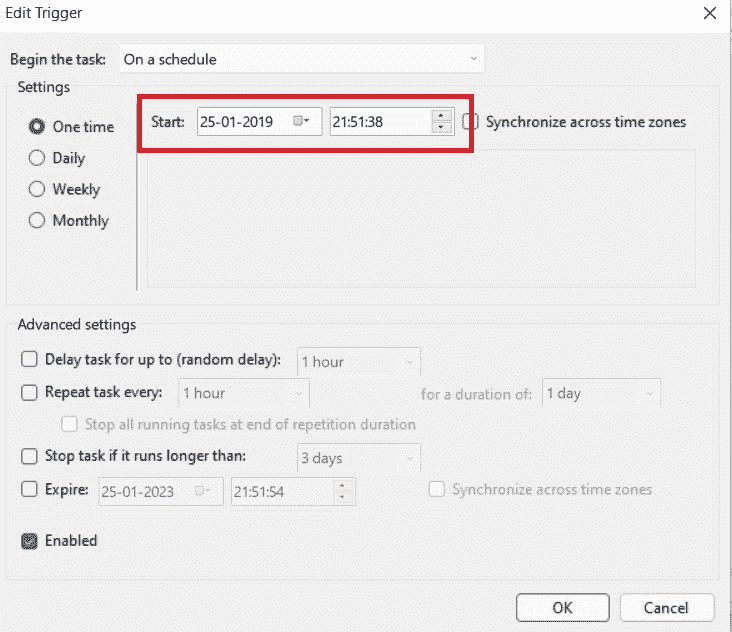 Edit Trigger
Begin the task: On a schedule
Settings
One time
Start: 25-01-2019 21:51:38 Synchronize across time zones
Daily
Weekly
Monthly
Advanced settings
Delay task for up to (random delay): 1 hour
Repeat task every: 1 hour for a duration of: 1 day
Stop all running tasks at end of repetition duration
Stop task if it runs longer than: 3 days
Expire: 25-01-2023 21:51:54 Synchronize across time zones
Enabled
OK Cancel